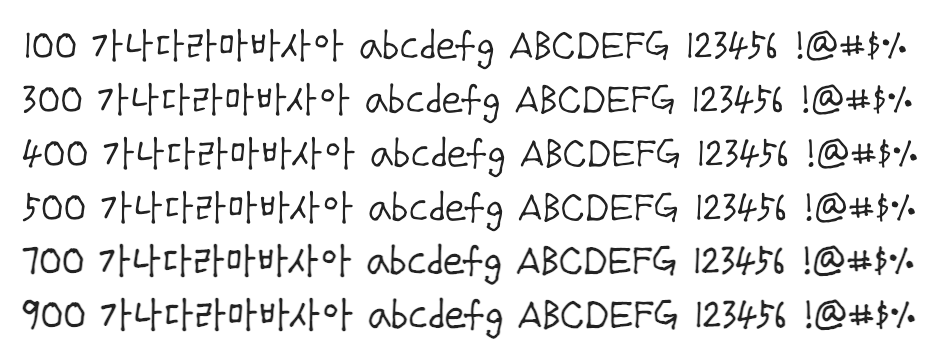 100 가나다라마바사아 abcdefg ABCDEFG 123456 !@#$%
300 가나다라마바사아 abcdefg ABCDEFG 123456 !@#$%
400 가나다라마바사아 abcdefg ABCDEFG 123456 !@#$%
500 가나다라마바사아 abcdefg ABCDEFG 123456 !@#$%
700 가나다라마바사아 abcdefg ABCDEFG 123456 !@#$%
900 가나다라마바사아 abcdefg ABCDEFG 123456 !@#$%